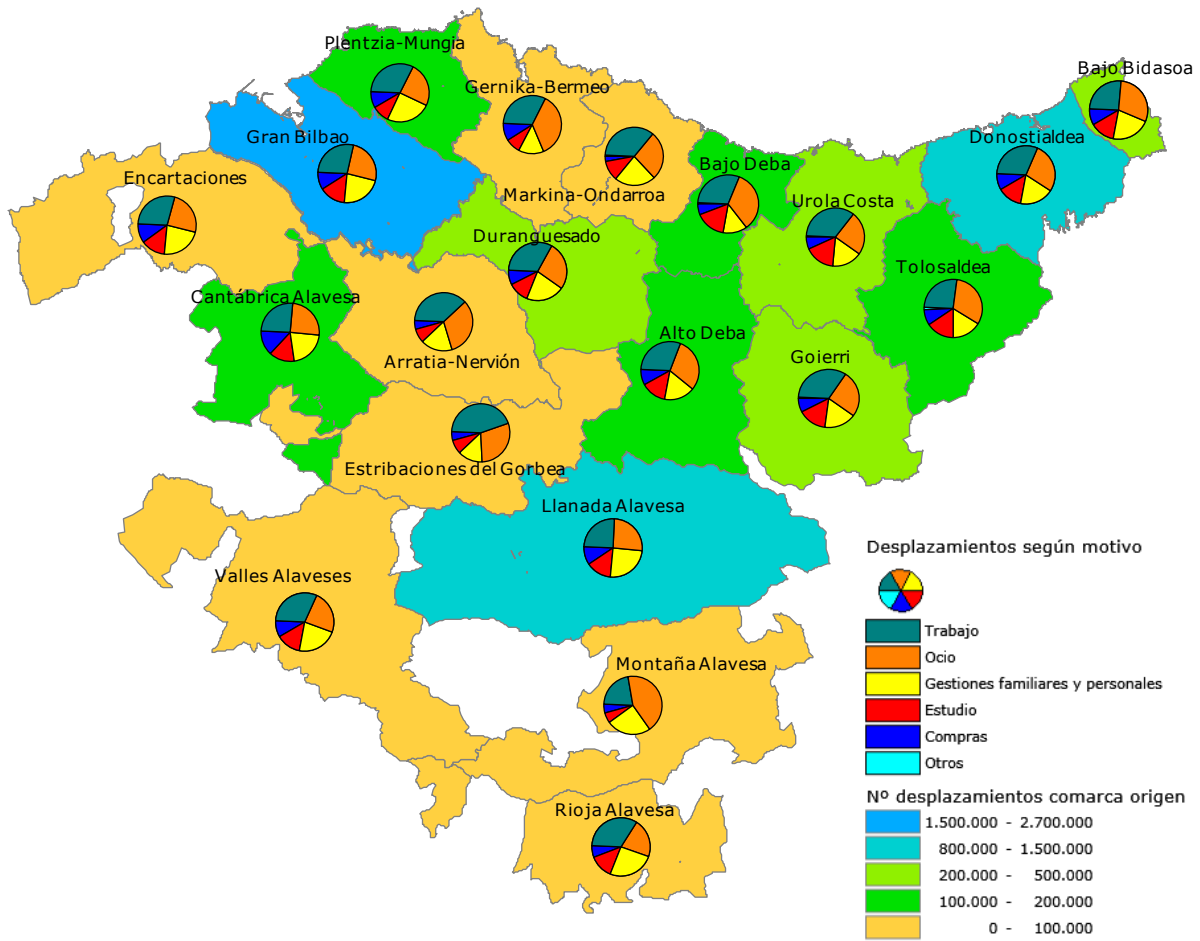 Plentzia-Mungia
Bajo Bidasoa
Gernika-Bermeo
Gran Bilbao
Donostialdea
Bajo Deba
Encartaciones
Markina-Ondarroa
Urola Costa
Duranguesado
Tolosaldea
Cantábrica Alavesa
Alto Deba
Arratia-Nervión
Goierri
Estribaciones del Gorbea
Llanada Alavesa
Valles Alaveses
Montaña Alavesa
Rioja Alavesa
Desplazamientos según motivo
Trabajo
Ocio
Gestiones familiares y personales
Estudio
Compras
Otros
Nº desplazamientos comarca origen
1.500.000 - 2.700.000
800.000 - 1.500.000
200.000 - 500.000
100.000 - 200.000
0 - 100.000